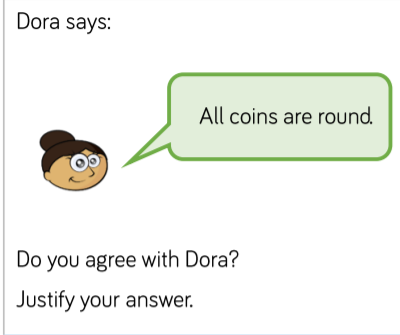 Dora says:
All coins are round.
Do you agree with Dora?
Justify your answer.